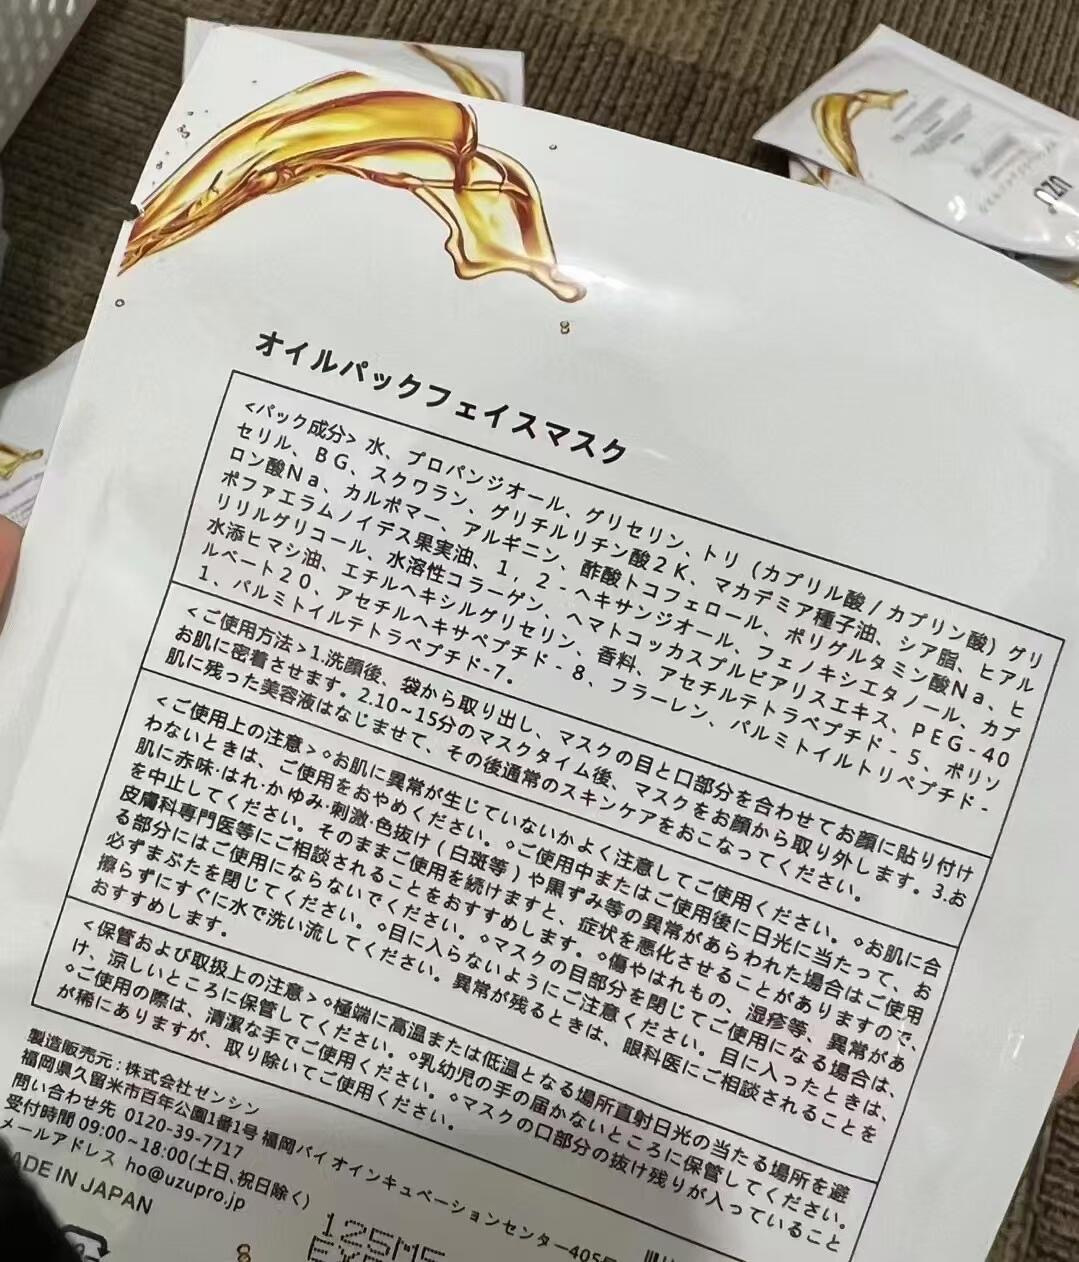 オイルパックフェイスマスク
<パック成分> 水、プロパンジオール、グリセリン、トリ (カプリル酸 / カプリン酸) グリ
セリル、BG、スクワラン、グリチルリチン酸2K、マカデミア種子油、シア脂、ヒアル
ロン酸Na、カルボマー、アルギニン、酢酸トコフェロール、ポリグルタミン酸Na、ヒ
ポファエラムノイデス果実油、1，2 - ヘキサンジオール、フェノキシエタノール、カプ
リリルグリコール、水溶性コラーゲン、ヘマトコッカスプルビアリスエキス、PEG - 40
水添ヒマシ油、エチルヘキシルグリセリン、香料、アセチルテトラペプチド - 5、ポリソ
ルベート20、アセチルヘキサペプチド - 8、フラーレン、パルミトイルトリペプチド -
1、パルミトイルテトラペプチド-7。
<ご使用方法>1.洗顔後、袋から取り出し、マスクの目と口部分を合わせてお顔に貼り付け
お肌に密着させます。2.10~15分のマスクタイム後、マスクをお顔から取り外します。3.お
肌に残った美容液はなじませて、その後通常のスキンケアをおこなってください。
<ご使用上の注意>⋄お肌に異常が生じていないかよく注意してご使用ください。⋄お肌に合
わないときは、ご使用をおやめください。⋄ご使用中またはご使用後に日光に当たって、お
肌に赤味·はれ·かゆみ·刺激·色抜け (白斑等) や黒ずみ等の異常があらわれた場合はご使用
を中止してください。そのままご使用を続けますと、症状を悪化させることがありますので、
皮膚科専門医等にご相談されることをおすすめします。⋄傷やはれもの、湿疹等、異常があ
る部分にはご使用にならないでください。⋄マスクの目部分を閉じてご使用になる場合は、
必ずまぶたを閉じてください。⋄目に入らないようにご注意ください。目に入ったときは、
擦らずにすぐに水で洗い流してください。異常が残るときは、眼科医にご相談されることを
おすすめします。
<保管および取扱上の注意>⋄極端に高温または低温となる場所直射日光の当たる場所を避
け、涼しいところに保管してください。⋄乳幼児の手の届かないところに保管してください。
⋄ご使用の際は、清潔な手でご使用ください。⋄マスクの口部分の抜け残りが入っていること
が稀にありますが、取り除いてご使用ください。
製造販売元 : 株式会社ゼンシン
福岡県久留米市百年公園1番1号 福岡バイオインキュベーションセンター405
問い合わせ先 0120-39-7717
受付時間 09:00~18:00(土日、祝日除く)
メールアドレス ho@uzupro.jp
ADE IN JAPAN
UZU